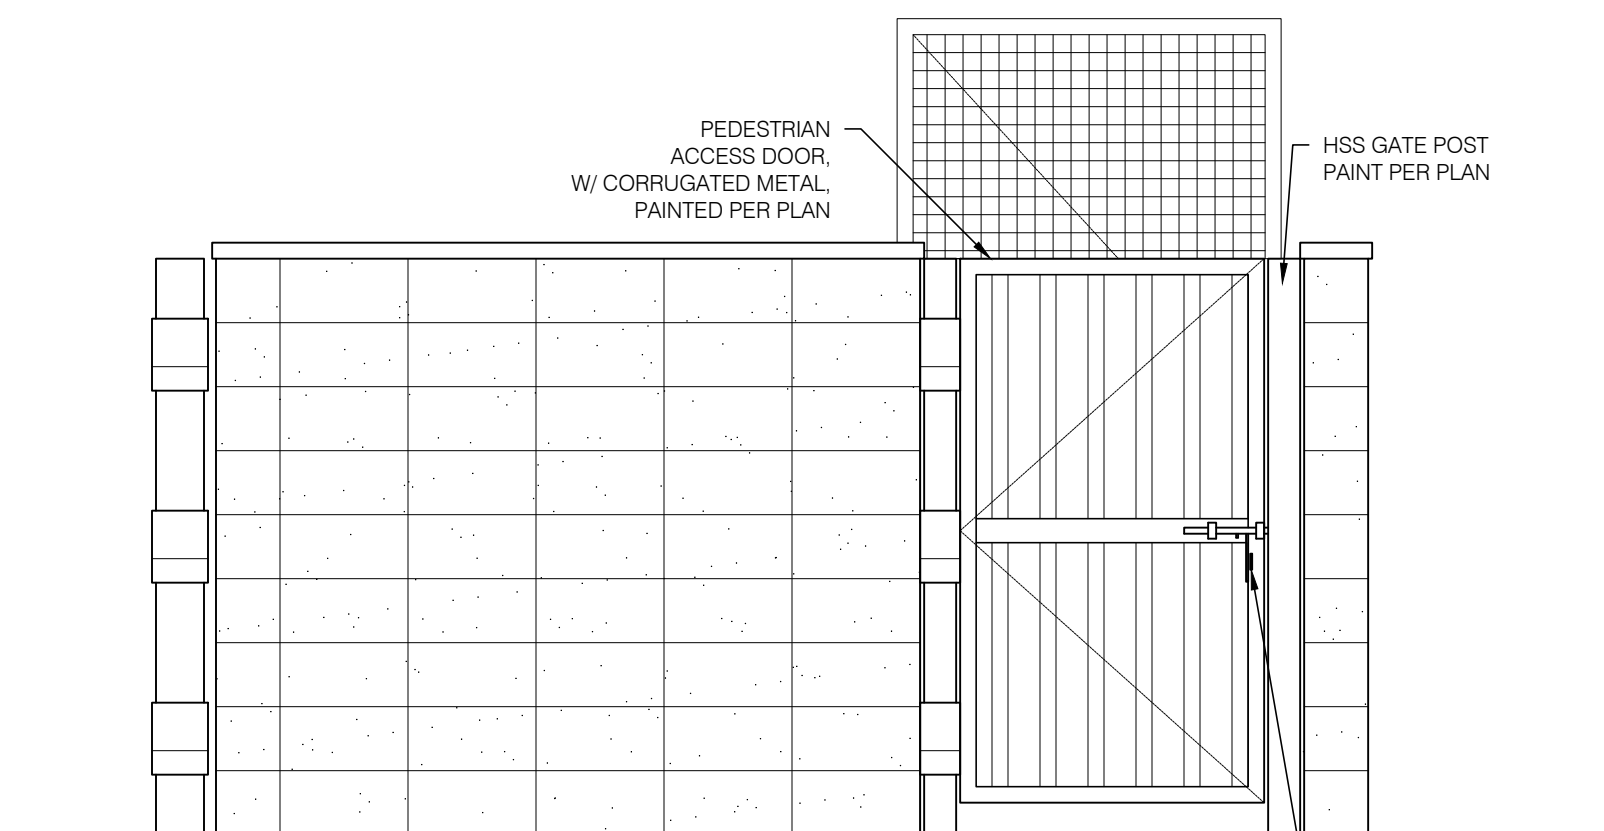 PEDESTRIAN
ACCESS DOOR,
W/ CORRUGATED METAL,
PAINTED PER PLAN
HSS GATE POST
PAINT PER PLAN